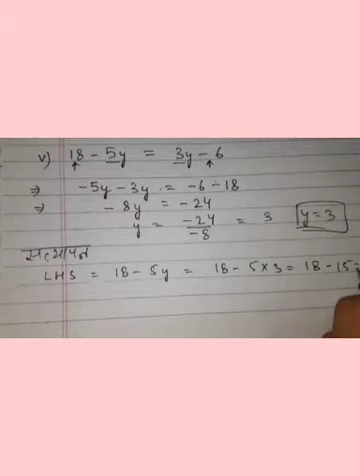 v) 18 - 5y = 3y - 6
⇒ -5y - 3y = -6 - 18
⇒ -8y = -24
y = -24/-8 = 3 y = 3
सत्यापन
LHS = 18 - 5y = 18 - 5×3 = 18 - 15 =